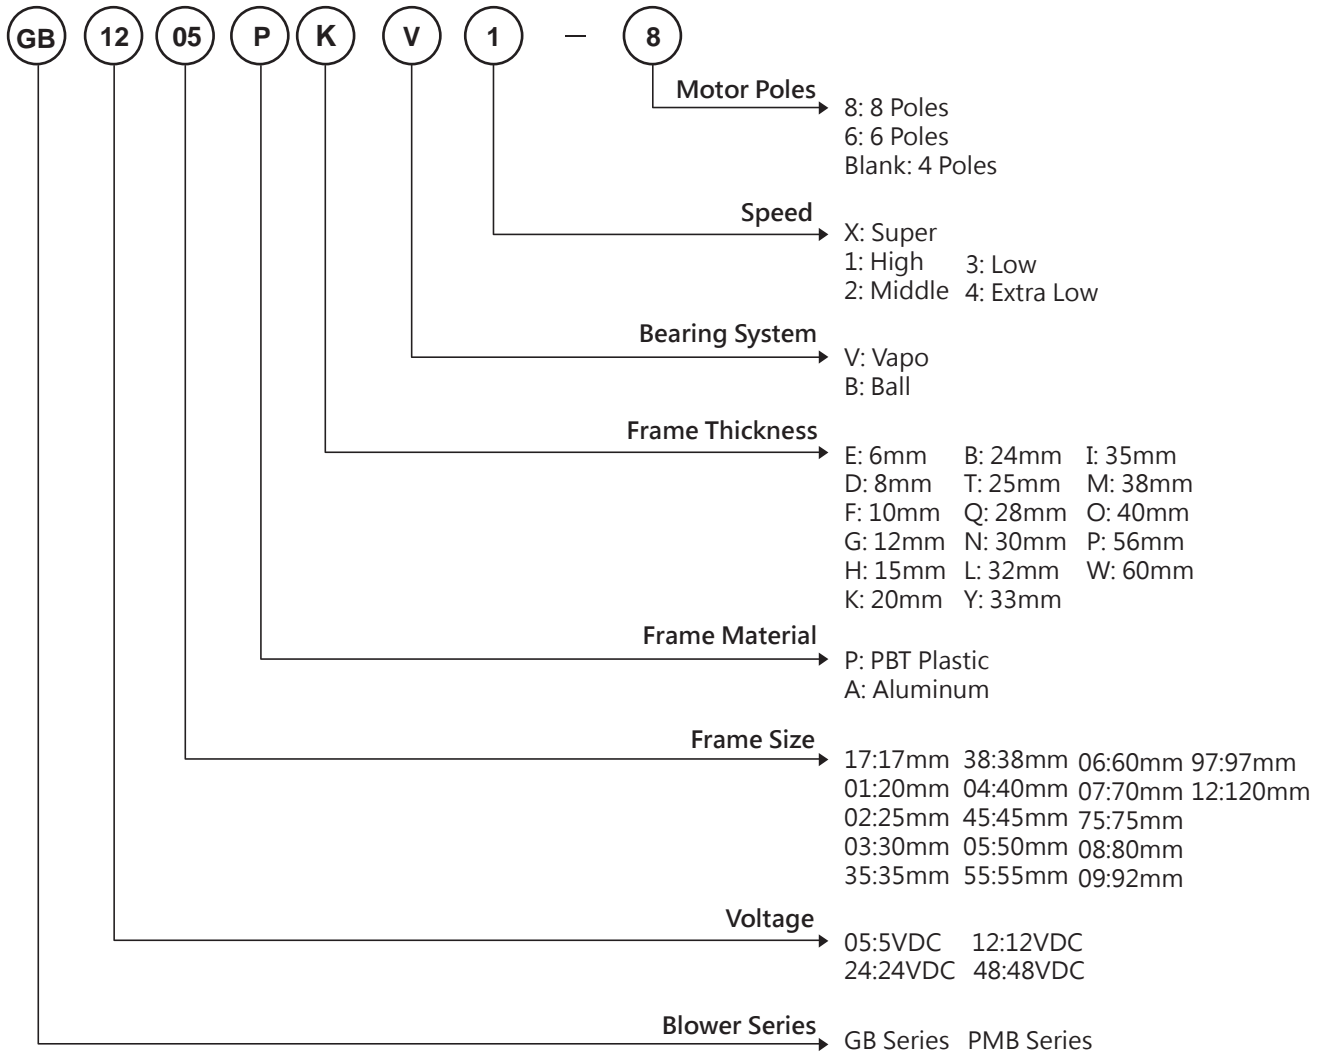 GB 12 05 P K V 1 — 8
Motor Poles
8: 8 Poles
6: 6 Poles
Blank: 4 Poles
Speed
X: Super
1: High 3: Low
2: Middle 4: Extra Low
Bearing System
V: Vapo
B: Ball
Frame Thickness
E: 6mm B: 24mm I: 35mm
D: 8mm T: 25mm M: 38mm
F: 10mm Q: 28mm O: 40mm
G: 12mm N: 30mm P: 56mm
H: 15mm L: 32mm W: 60mm
K: 20mm Y: 33mm
Frame Material
P: PBT Plastic
A: Aluminum
Frame Size
17:17mm 38:38mm 06:60mm 97:97mm
01:20mm 04:40mm 07:70mm 12:120mm
02:25mm 45:45mm 75:75mm
03:30mm 05:50mm 08:80mm
35:35mm 55:55mm 09:92mm
Voltage
05:5VDC 12:12VDC
24:24VDC 48:48VDC
Blower Series
GB Series PMB Series